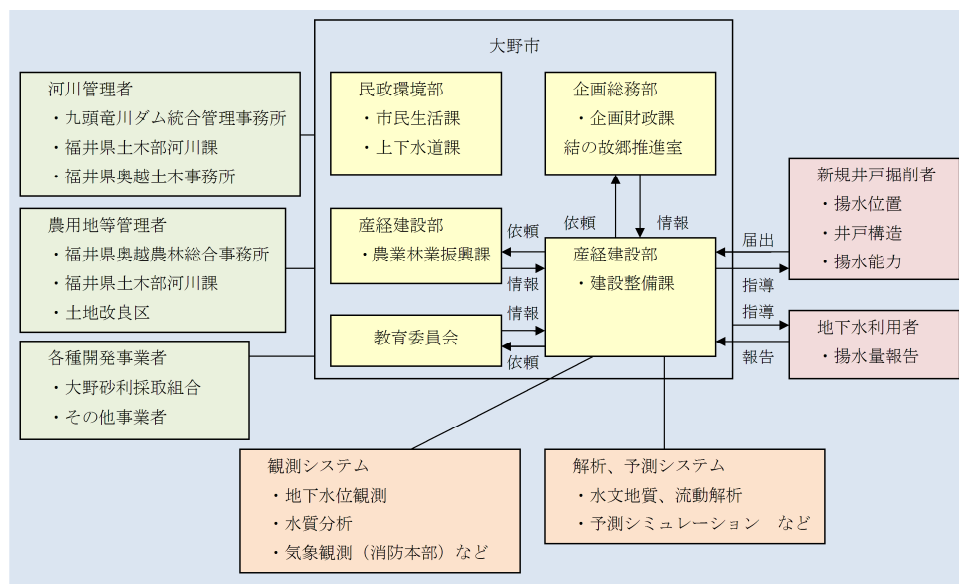 大野市
河川管理者
・九頭竜川ダム統合管理事務所
・福井県土木部河川課
・福井県奥越土木事務所
農用地等管理者
・福井県奥越農林総合事務所
・福井県土木部河川課
・土地改良区
各種開発事業者
・大野砂利採取組合
・その他事業者
民政環境部
・市民生活課
・上下水道課
企画総務部
・企画財政課
結の故郷推進室
依頼
情報
産経建設部
・農業林業振興課
依頼
情報
産経建設部
・建設整備課
教育委員会
情報
依頼
届出
指導
指導
報告
新規井戸掘削者
・揚水位置
・井戸構造
・揚水能力
地下水利用者
・揚水量報告
観測システム
・地下水位観測
・水質分析
・気象観測（消防本部）など
解析、予測システム
・水文地質、流動解析
・予測シミュレーション　など